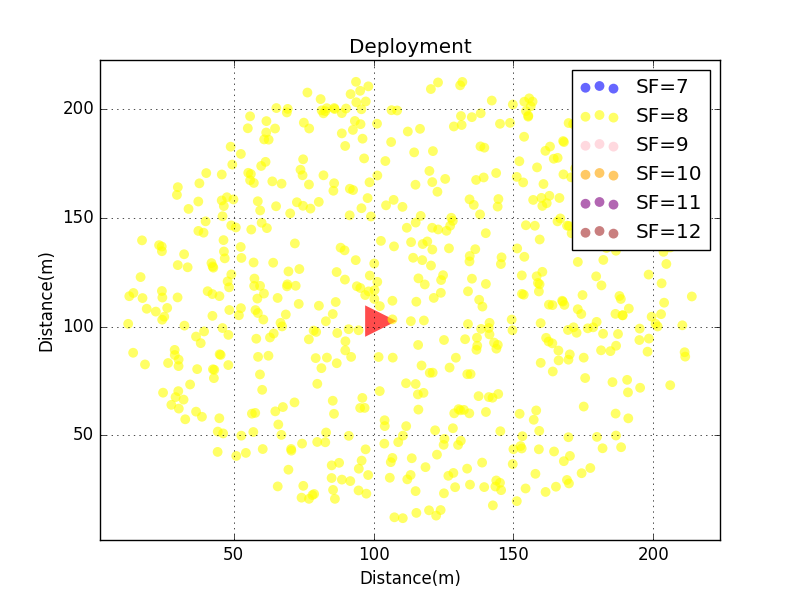 Deployment
SF=7
SF=8
SF=9
SF=10
SF=11
SF=12
200
150
100
50
Distance(m)
50 100 150 200
Distance(m)